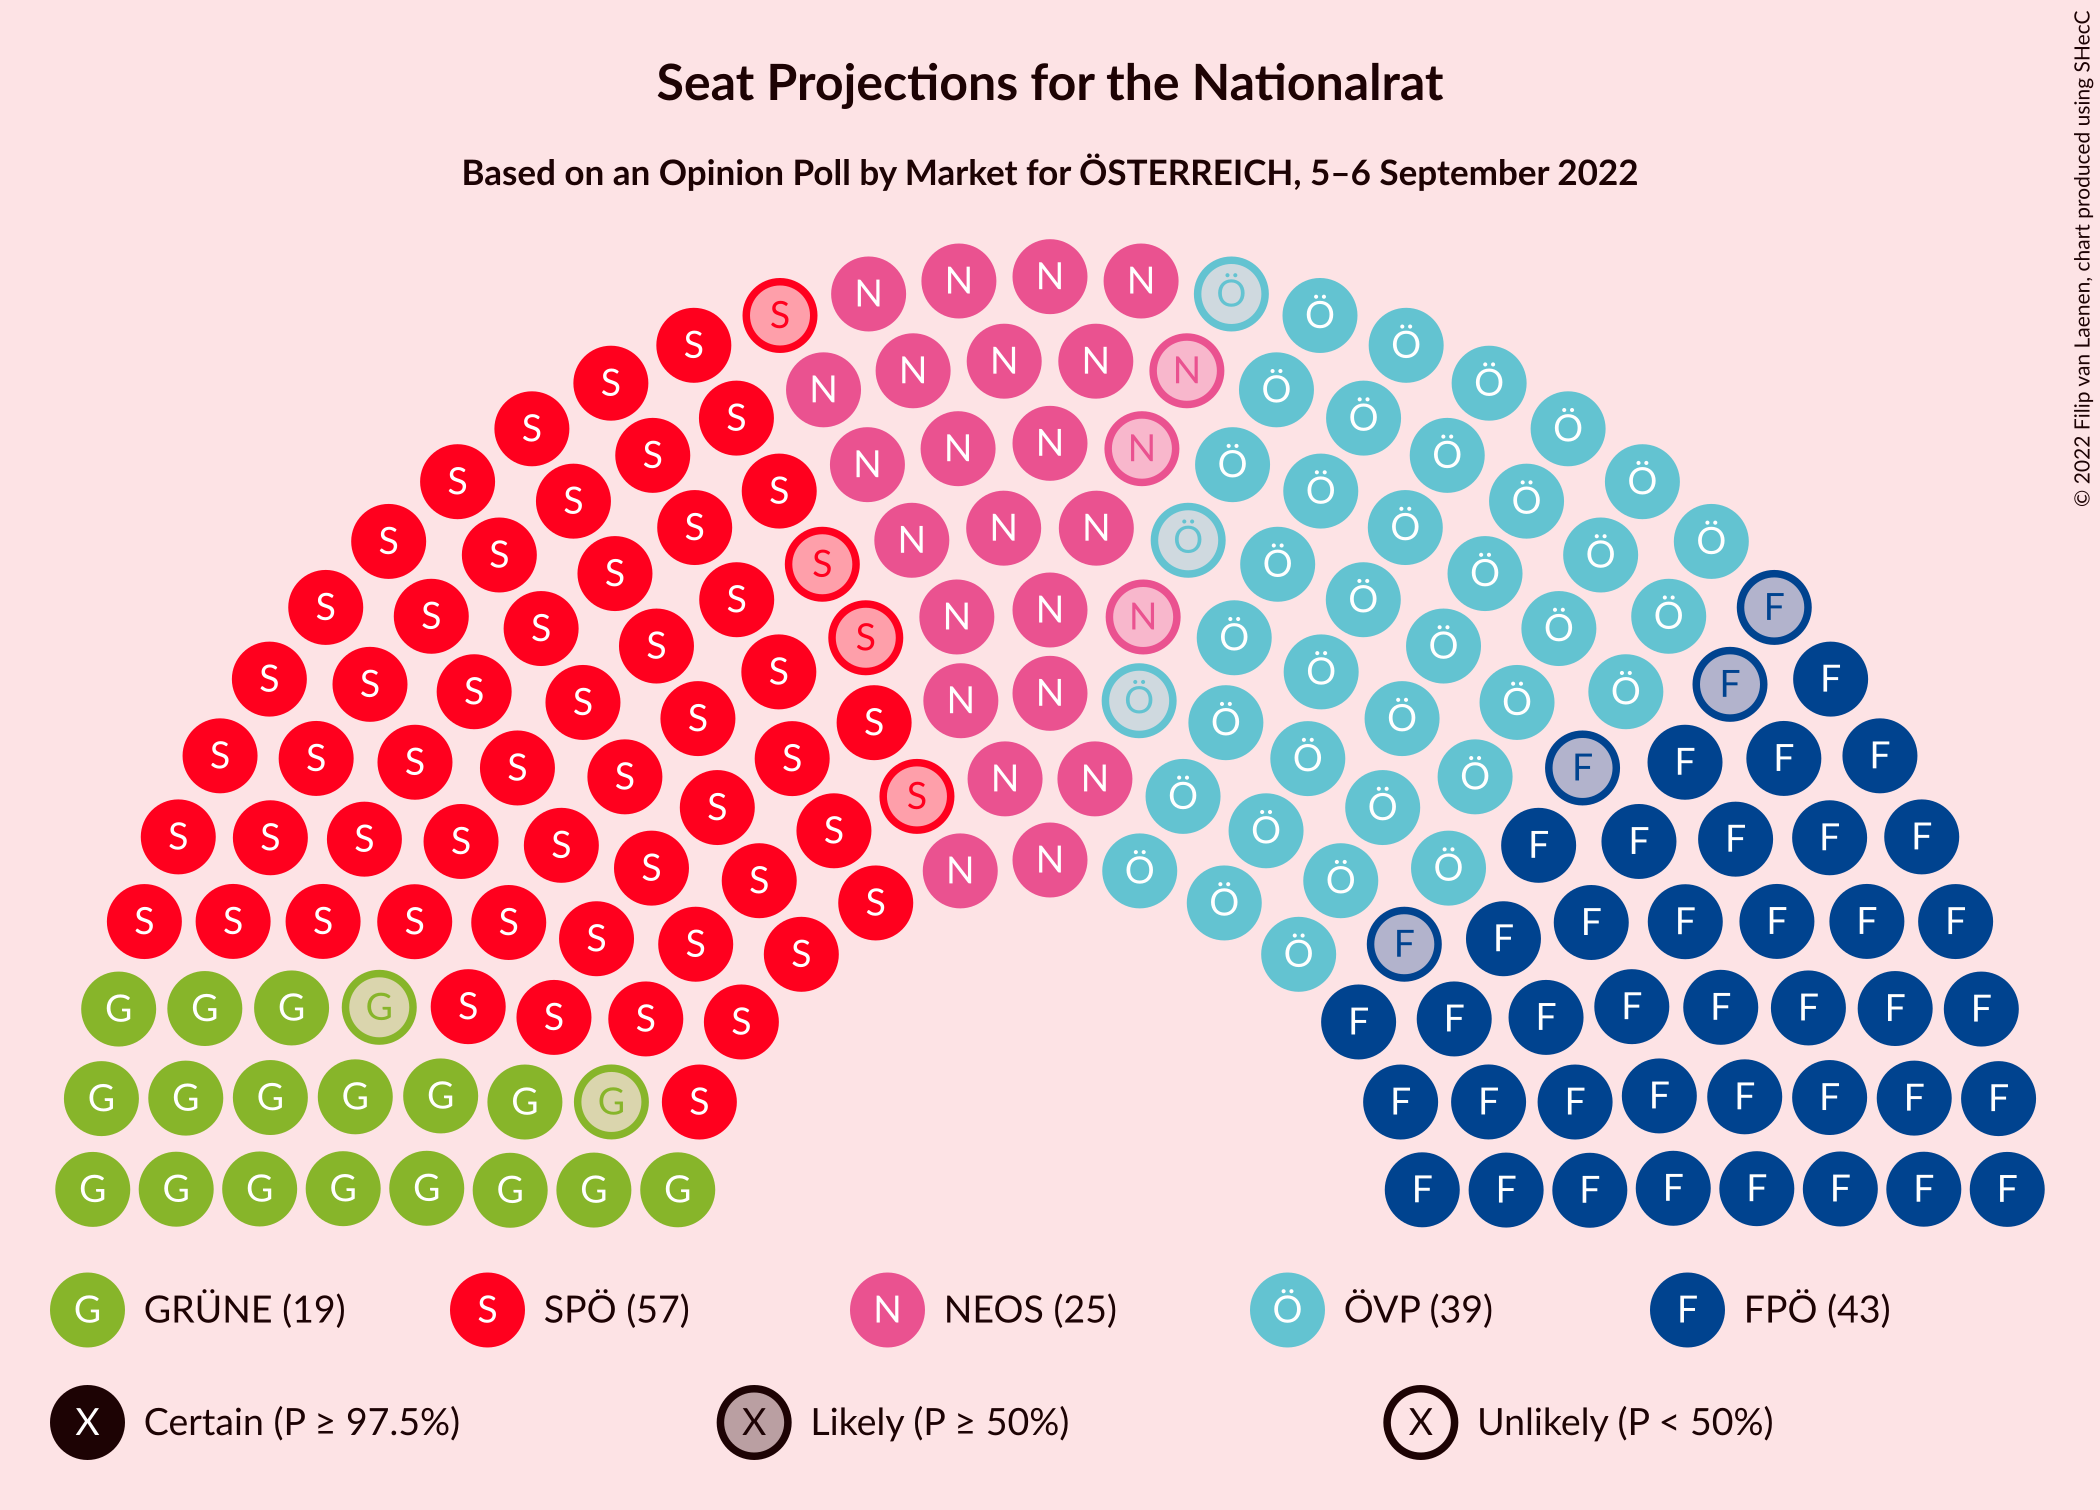 Seat Projections for the Nationalrat
Based on an Opinion Poll by Market for ÖSTERREICH, 5–6 September 2022
© 2022 Filip van Laenen, chart produced using SHecC
N N N N Ö
S S Ö
S Ö
S N N N N N Ö Ö
S S Ö Ö
S S N N N N Ö Ö Ö
S S S Ö Ö Ö
S S S N N N Ö Ö Ö
S S S S Ö Ö Ö
S S S N N N Ö Ö F
S S S S Ö Ö Ö Ö
S S S S N N Ö Ö Ö Ö F F
S S S S Ö Ö Ö
S S S S S N N Ö Ö F F F F
S S S Ö Ö Ö
S S S S S S N N Ö Ö Ö F F F F F
S S S S S S S S Ö Ö F F F F F F
S S F F
G G G G S S S S F F F F F F F F
G G G G G G G S F F F F F F F F
G G G G G G G G F F F F F F F F
G GRÜNE (19) S SPÖ (57) N NEOS (25) Ö ÖVP (39) F FPÖ (43)
X Certain (P ≥ 97.5%) X Likely (P ≥ 50%) X Unlikely (P < 50%)